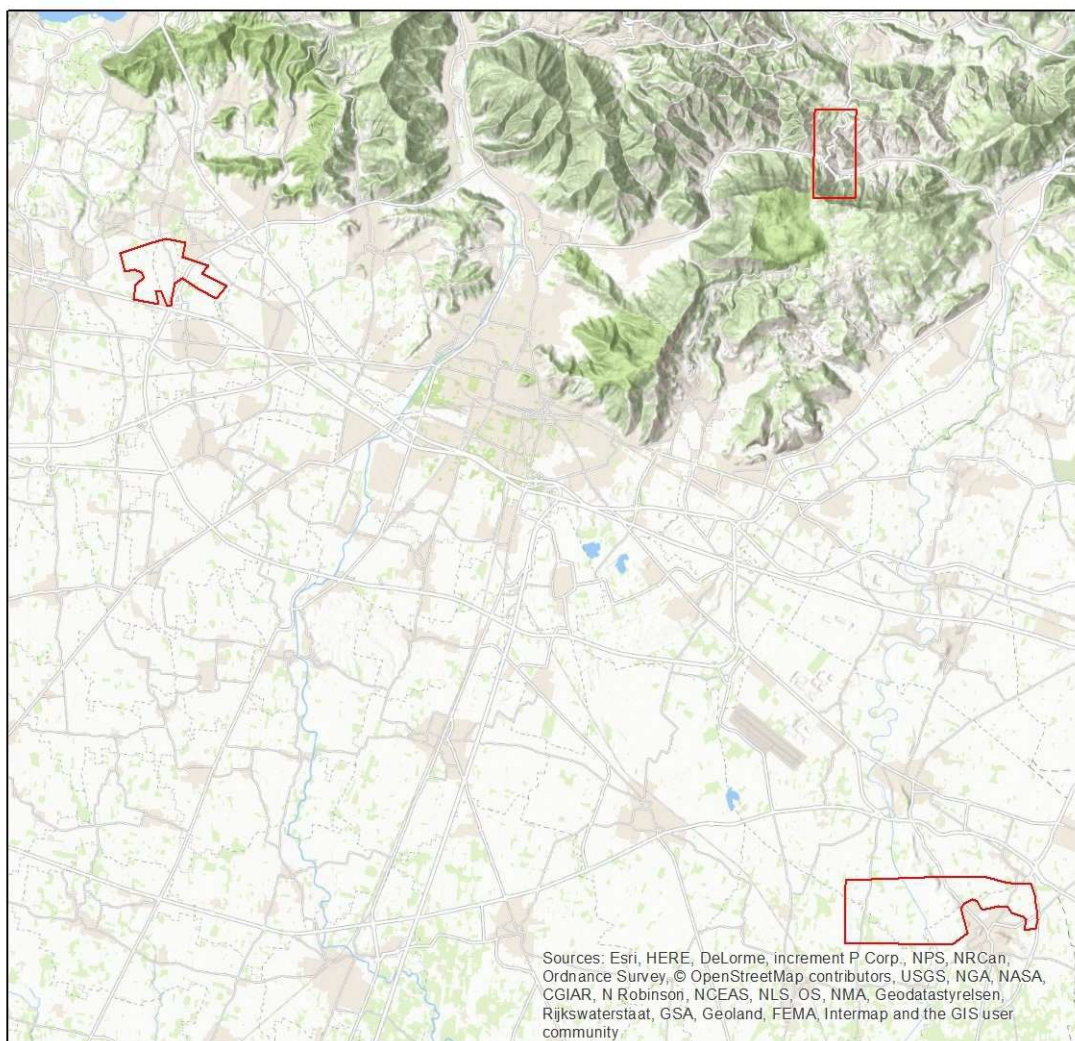 Sources: Esri, HERE, DeLorme, increment P Corp., NPS, NRCan,
Ordnance Survey, © OpenStreetMap contributors, USGS, NGA, NASA,
CGIAR, N Robinson, NCEAS, NLS, OS, NMA, Geodatastyrelsen,
Rijkswaterstaat, GSA, Geoland, FEMA, Intermap and the GIS user
community